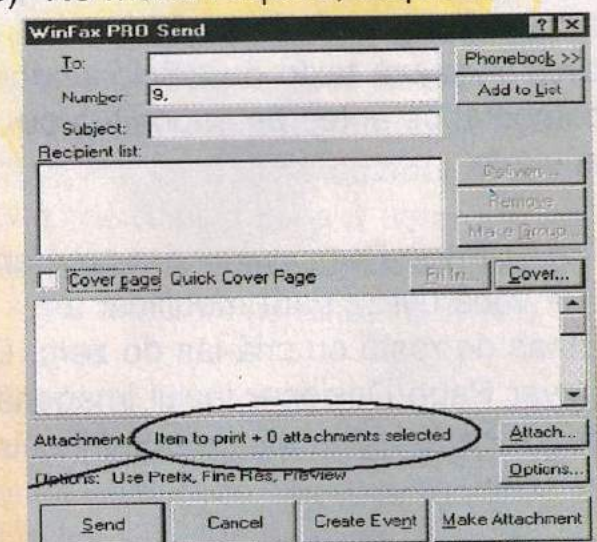 WinFax PRO Send
To: Phonebook >>
Number: 9, Add to List
Subject:
Recipient list:
Deliver...
Remove
Make Group...
Cover page Quick Cover Page Fill In... Cover...
Attachments: Item to print + 0 attachments selected Attach...
Options: Use Prefix, Fine Res, Preview Options...
Send Cancel Create Event Make Attachment